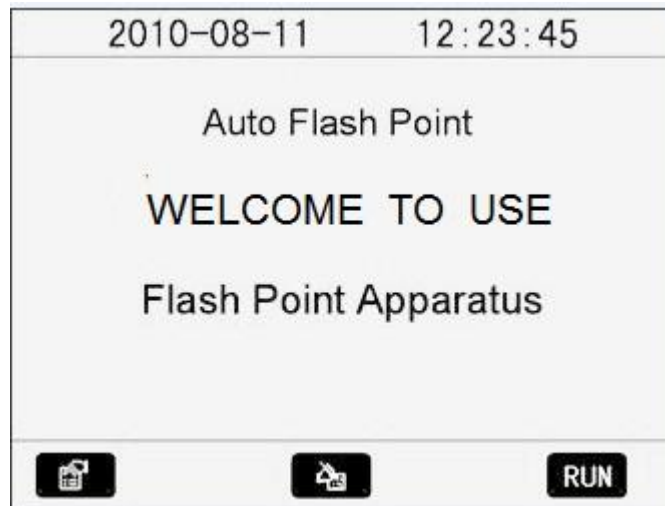 2010-08-11 12:23:45
Auto Flash Point
WELCOME TO USE
Flash Point Apparatus
RUN